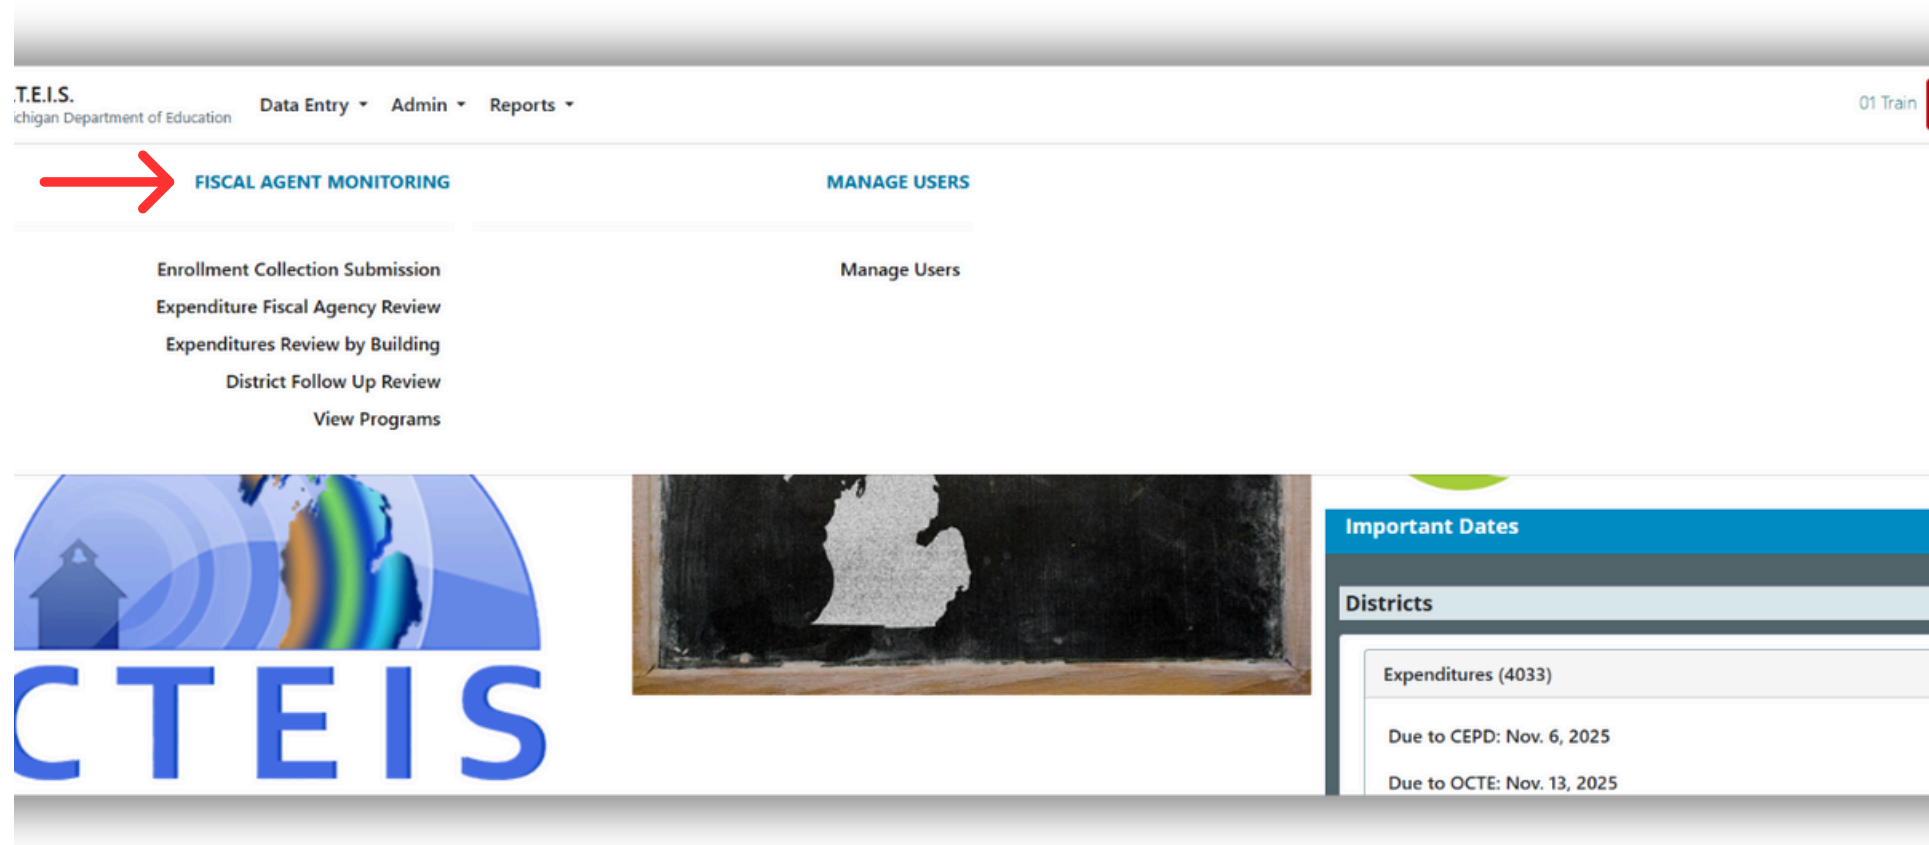 .T.E.I.S.
ichigan Department of Education
Data Entry
Admin
Reports
01 Train
FISCAL AGENT MONITORING
MANAGE USERS
Enrollment Collection Submission
Expenditure Fiscal Agency Review
Expenditures Review by Building
District Follow Up Review
View Programs
Manage Users
CTEIS
Important Dates
Districts
Expenditures (4033)
Due to CEPD: Nov. 6, 2025
Due to OCTE: Nov. 13, 2025